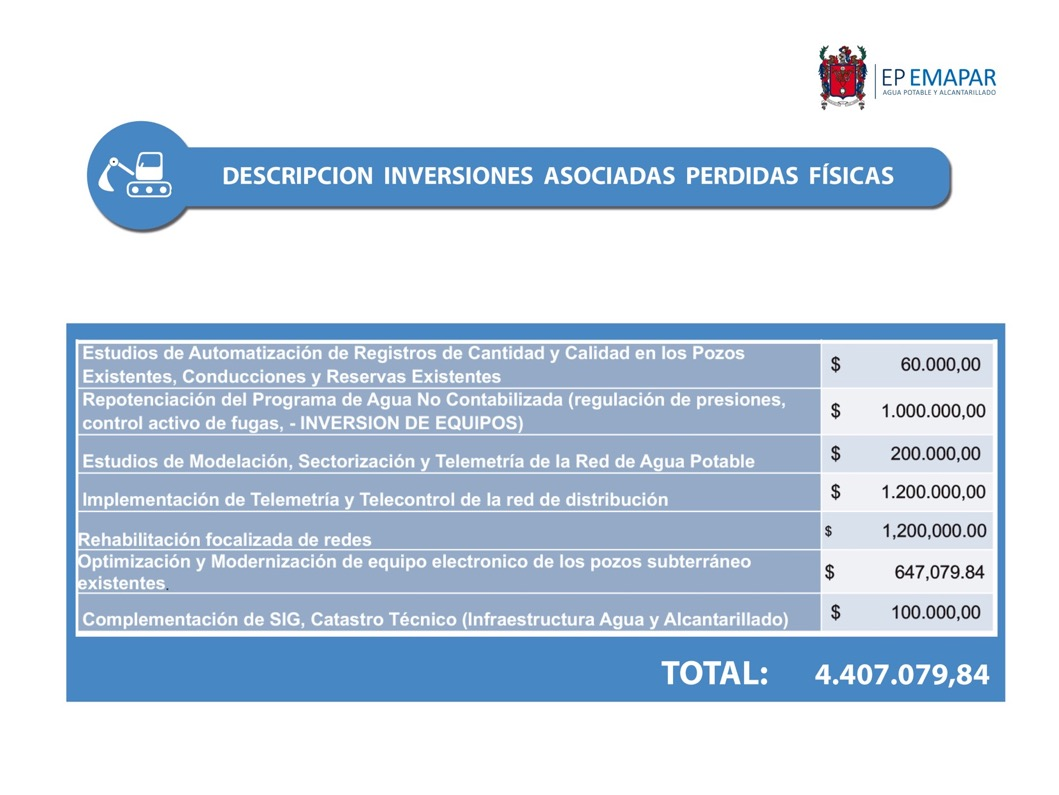 EP EMAPAR
AGUA POTABLE Y ALCANTARILLADO
DESCRIPCION INVERSIONES ASOCIADAS PERDIDAS FÍSICAS
Estudios de Automatización de Registros de Cantidad y Calidad en los Pozos
Existentes, Conducciones y Reservas Existentes
$ 60.000,00
Repotenciación del Programa de Agua No Contabilizada (regulación de presiones,
control activo de fugas, - INVERSION DE EQUIPOS)
$ 1.000.000,00
Estudios de Modelación, Sectorización y Telemetría de la Red de Agua Potable
$ 200.000,00
Implementación de Telemetría y Telecontrol de la red de distribución
$ 1.200.000,00
Rehabilitación focalizada de redes
$ 1,200,000.00
Optimización y Modernización de equipo electronico de los pozos subterráneo
existentes.
$ 647,079.84
Complementación de SIG, Catastro Técnico (Infraestructura Agua y Alcantarillado)
$ 100.000,00
TOTAL: 4.407.079,84